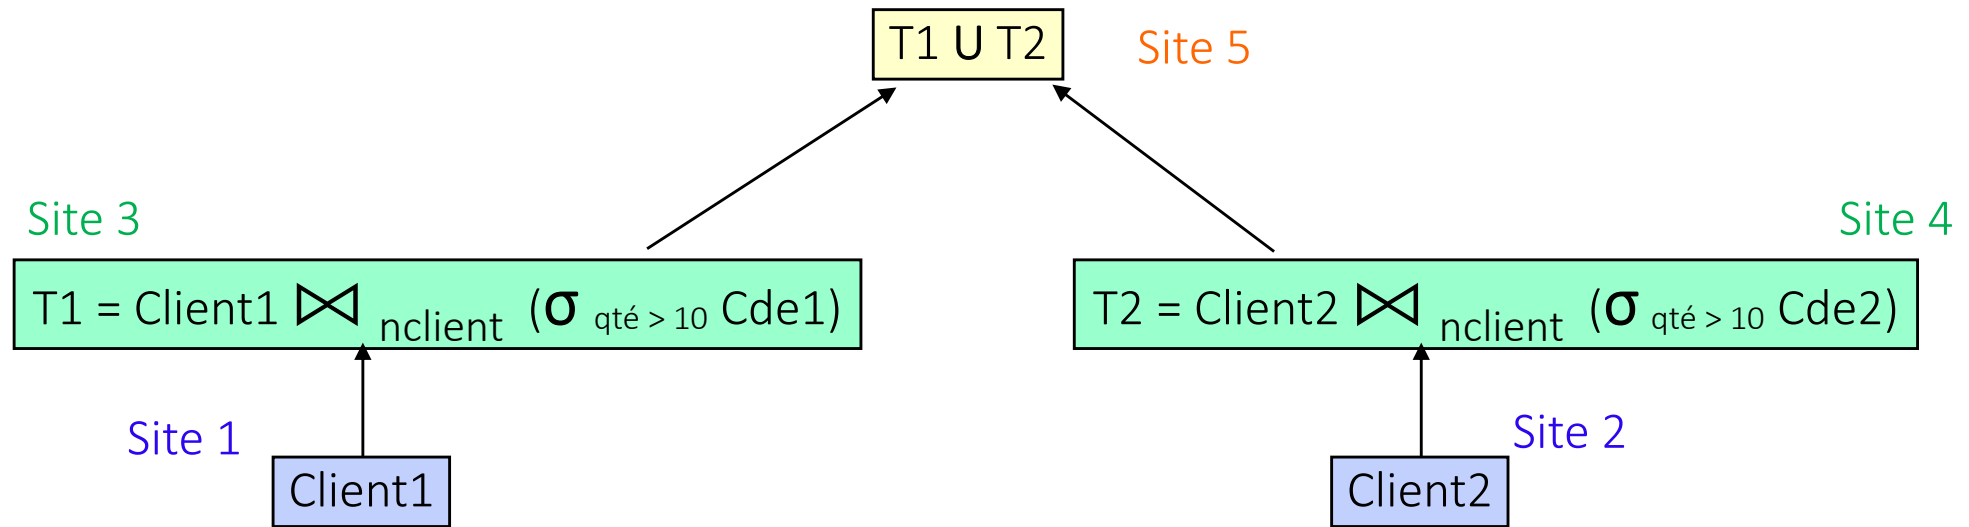 T1 U T2
Site 5
Site 3
Site 4
T1 = Client1 ⋈ nclient (σ qté > 10 Cde1)
T2 = Client2 ⋈ nclient (σ qté > 10 Cde2)
Site 1
Site 2
Client1
Client2